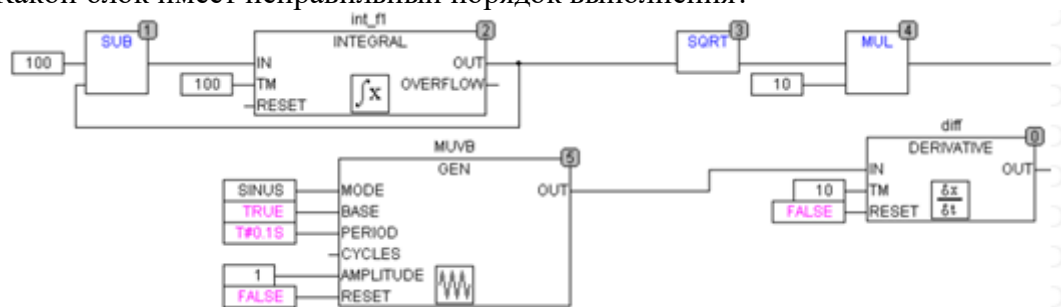 Какой блок имеет неправильный порядок выполнения?
int_f1
SUB 1 INTEGRAL 2 SQRT 3 MUL 4
100 IN OUT
100 TM OVERFLOW 10
RESET
∫x
MUVB diff 0
GEN 5 DERIVATIVE
OUT IN OUT
SINUS MODE 10 TM
TRUE BASE FALSE RESET
δx
δt
T#0.1S PERIOD
CYCLES
1 AMPLITUDE
FALSE RESET